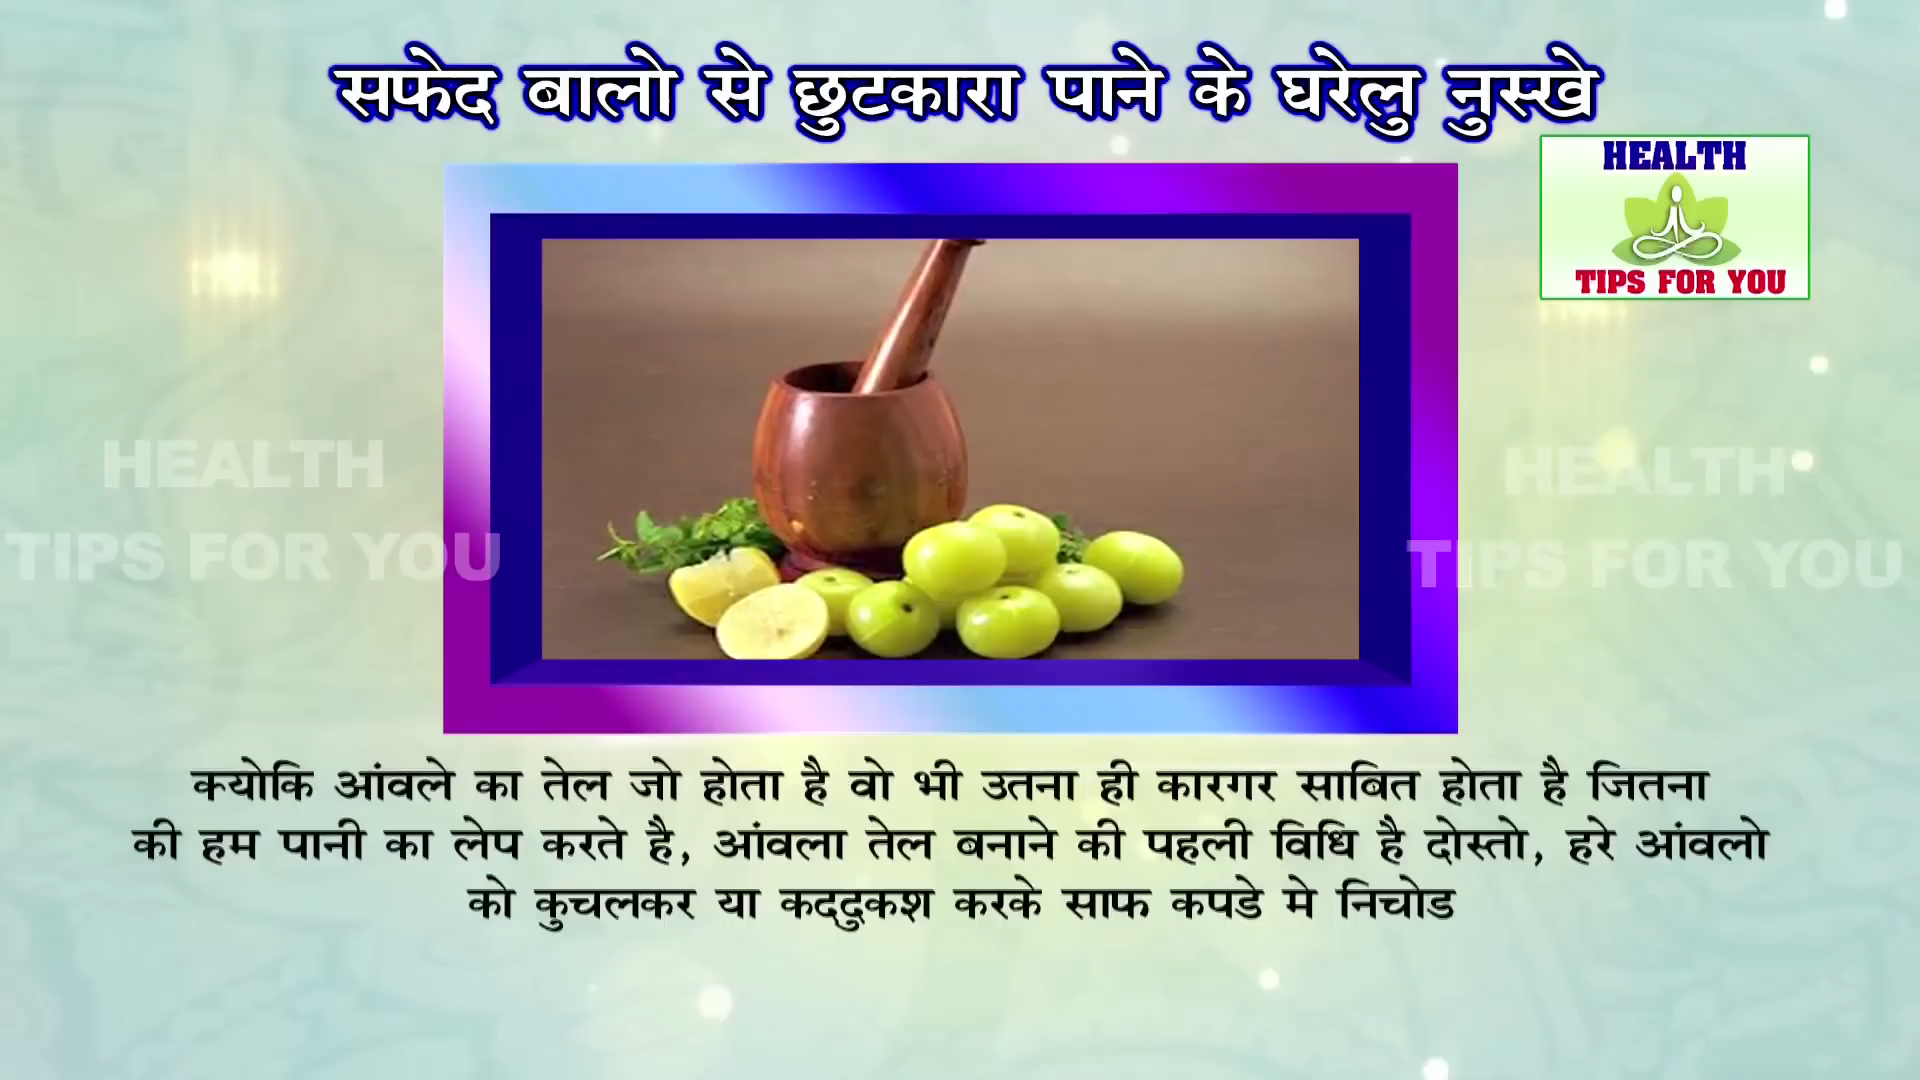 सफेद बालो से छुटकारा पाने के घरेलु नुस्खे
HEALTH
TIPS FOR YOU
HEALTH
TIPS FOR YOU
HEALTH
TIPS FOR YOU
क्योकि आंवले का तेल जो होता है वो भी उतना ही कारगर साबित होता है जितना
की हम पानी का लेप करते है, आंवला तेल बनाने की पहली विधि है दोस्तो, हरे आंवलो
को कुचलकर या कद्दुकश करके साफ कपडे मे निचोड